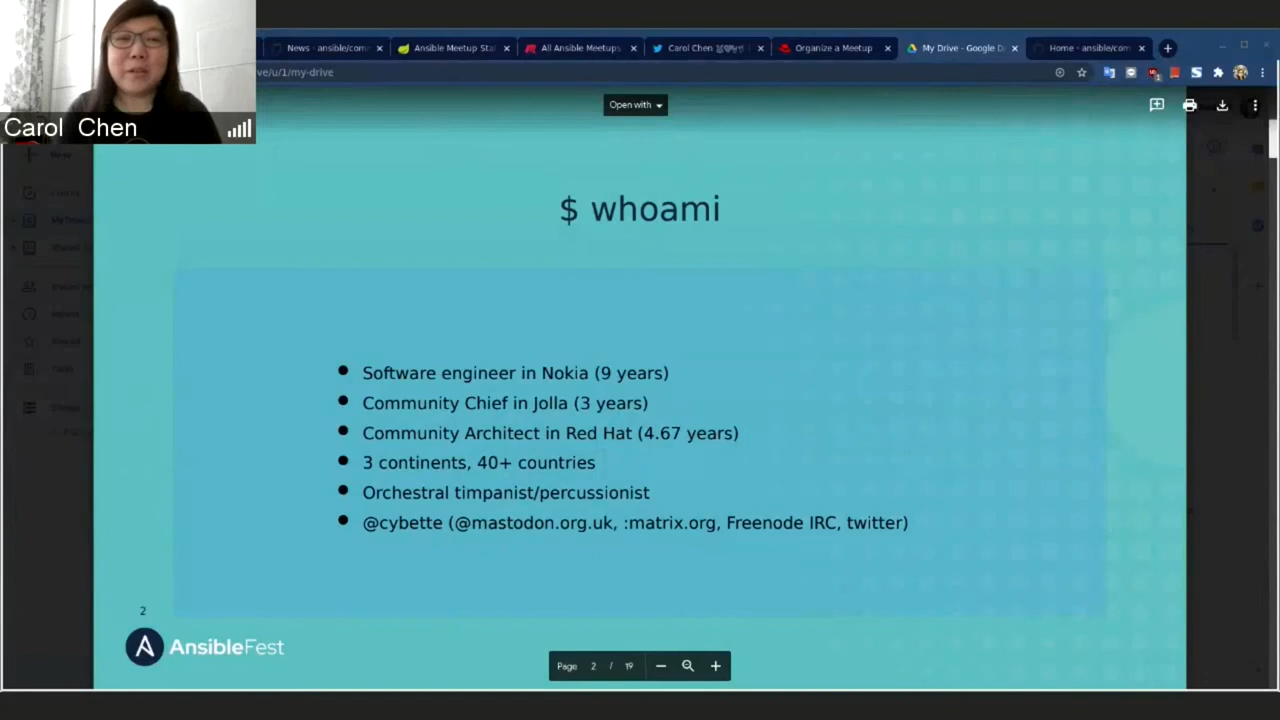 News - ansible/com
Ansible Meetup Sta
All Ansible Meetups
Carol Chen
Organize a Meetup
My Drive - Google D
Home - ansible/com
ve/u/1/my-drive
Open with
Carol Chen
$ whoami
Software engineer in Nokia (9 years)
Community Chief in Jolla (3 years)
Community Architect in Red Hat (4.67 years)
3 continents, 40+ countries
Orchestral timpanist/percussionist
@cybette (@mastodon.org.uk, :matrix.org, Freenode IRC, twitter)
2
A AnsibleFest
Page 2 / 19